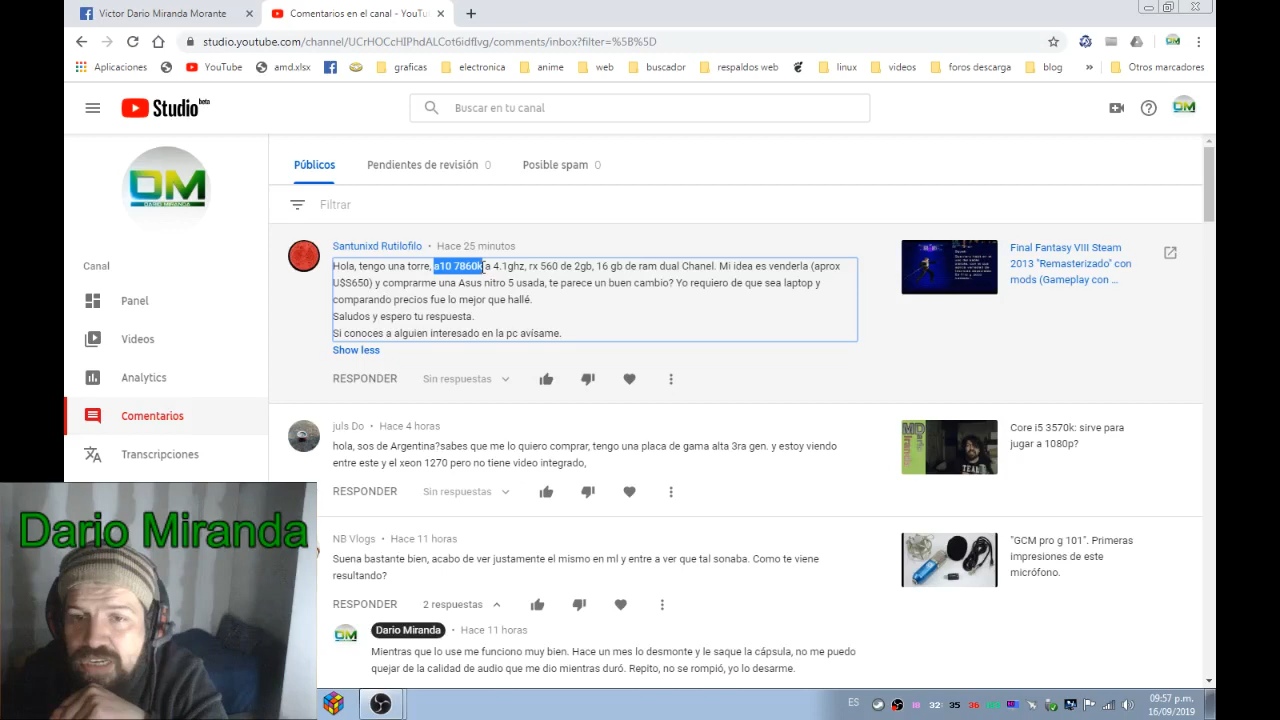 Victor Dario Miranda Morante
Comentarios en el canal - YouTu
studio.youtube.com/channel/UCrHOCcHIPhdALCot6idfIvg/comments/inbox?filter=%5B%5D
Aplicaciones
YouTube
amd.xlsx
graficas
electronica
anime
web
buscador
respaldos web
linux
videos
foros descarga
blog
»
Otros marcadores
Studio beta
Buscar en tu canal
DM
DM
DARIO MIRANDA
Canal
Panel
Videos
Analytics
Comentarios
Transcripciones
Públicos
Pendientes de revisión 0
Posible spam 0
Filtrar
Santunixd Rutilofilo • Hace 25 minutos
Hola, tengo una torre, a10 7860k a 4.1ghz, r7360 de 2gb, 16 gb de ram dual Chanel. Mi idea es venderla (aprox
U$S650) y comprarme una Asus nitro 5 usada, te parece un buen cambio? Yo requiero de que sea laptop y
comparando precios fue lo mejor que hallé.
Saludos y espero tu respuesta.
Si conoces a alguien interesado en la pc avísame.
Show less
RESPONDER
Sin respuestas
Final Fantasy VIII Steam
2013 "Remasterizado" con
mods (Gameplay con ...
juls Do • Hace 4 horas
hola, sos de Argentina?sabes que me lo quiero comprar, tengo una placa de gama alta 3ra gen. y estoy viendo
entre este y el xeon 1270 pero no tiene video integrado,
RESPONDER
Sin respuestas
Core i5 3570k: sirve para
jugar a 1080p?
NB Vlogs • Hace 11 horas
Suena bastante bien, acabo de ver justamente el mismo en ml y entre a ver que tal sonaba. Como te viene
resultando?
RESPONDER
2 respuestas
"GCM pro g 101". Primeras
impresiones de este
micrófono.
DM
Dario Miranda • Hace 11 horas
Mientras que lo use me funciono muy bien. Hace un mes lo desmonte y le saque la cápsula, no me puedo
quejar de la calidad de audio que me dio mientras duró. Repito, no se rompió, yo lo desarme.
Dario Miranda
ES
32
35
36
09:57 p.m.
16/09/2019